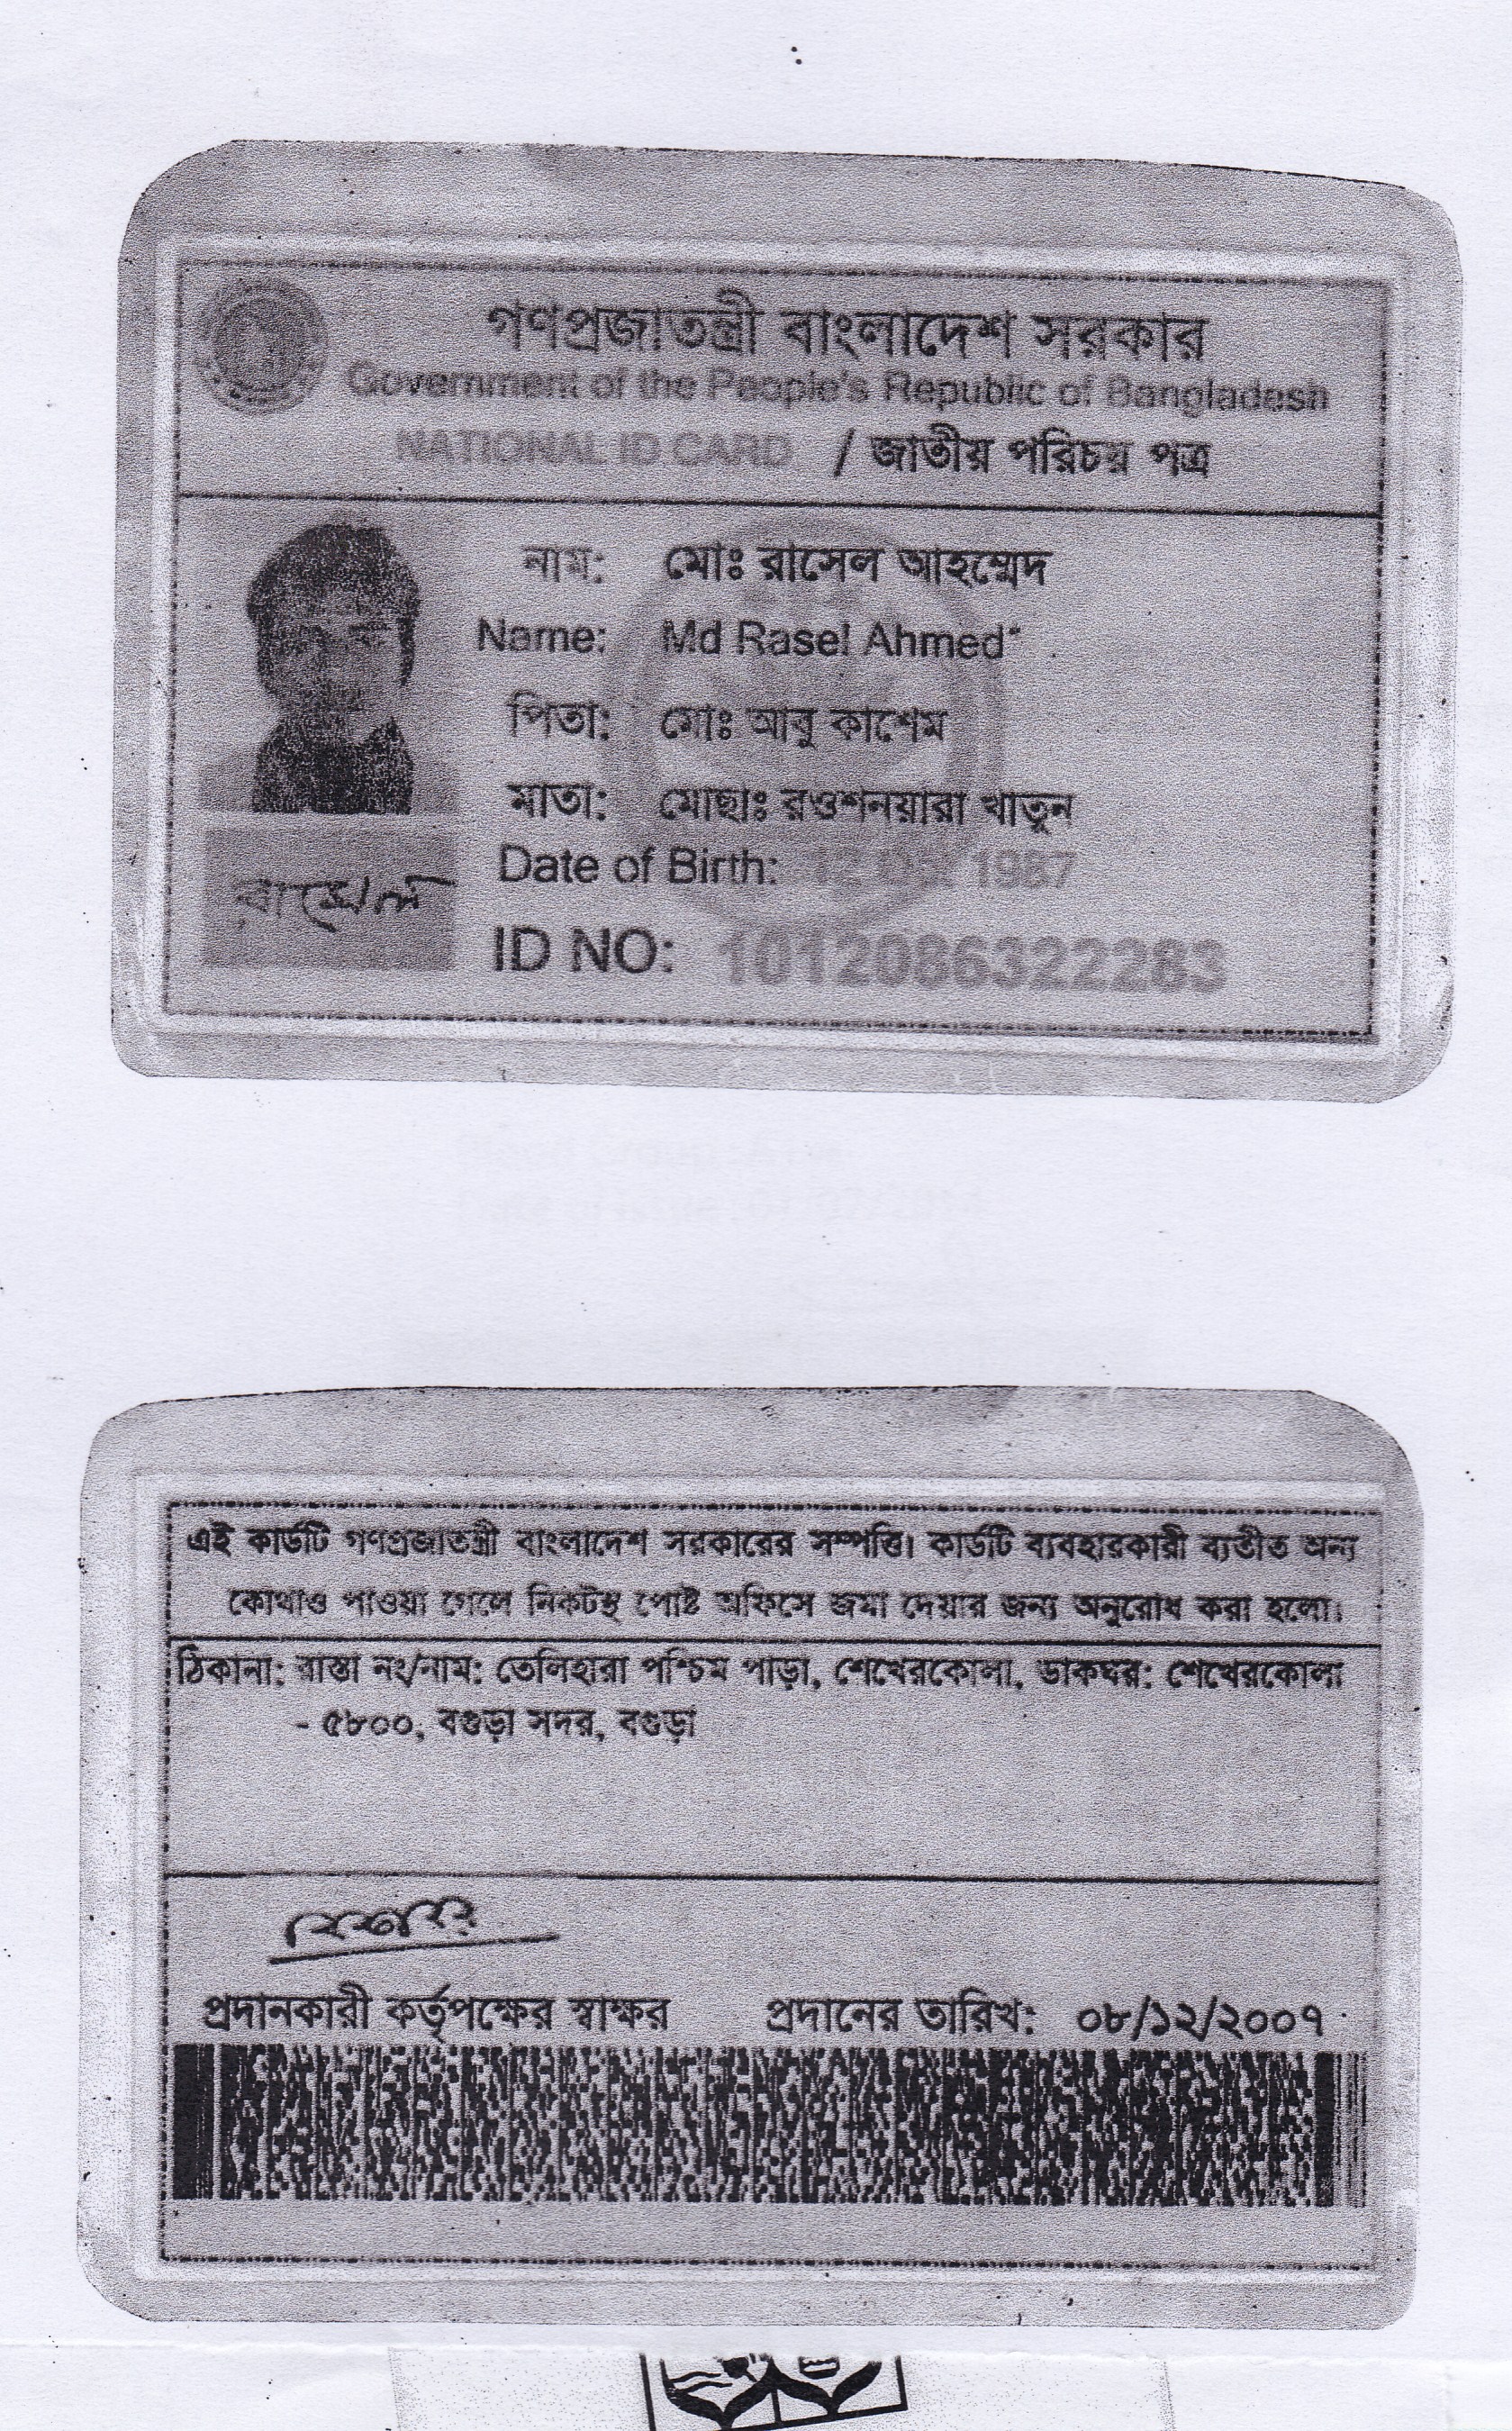 গণপ্রজাতন্ত্রী বাংলাদেশ সরকার
Government of the People's Republic of Bangladesh
NATIONAL ID CARD / জাতীয় পরিচয় পত্র
নাম: মোঃ রাসেল আহম্মেদ
Name: Md Rasel Ahmed
পিতা: মোঃ আবু কাশেম
মাতা: মোছাঃ রওশনয়ারা খাতুন
Date of Birth: 12 1987
ID NO: 1012086322283
রাসেল
এই কার্ডটি গণপ্রজাতন্ত্রী বাংলাদেশ সরকারের সম্পত্তি। কার্ডটি ব্যবহারকারী ব্যতীত অন্য
কোথাও পাওয়া গেলে নিকটস্থ পোষ্ট অফিসে জমা দেয়ার জন্য অনুরোধ করা হলো।
ঠিকানা: রাস্তা নং/নাম: তেলিহারা পশ্চিম পাড়া, শেখেরকোলা, ডাকঘর: শেখেরকোলা
- ৫৮০০, বগুড়া সদর, বগুড়া
প্রদানকারী কর্তৃপক্ষের স্বাক্ষর প্রদানের তারিখ: ০৮/১২/২০০৭